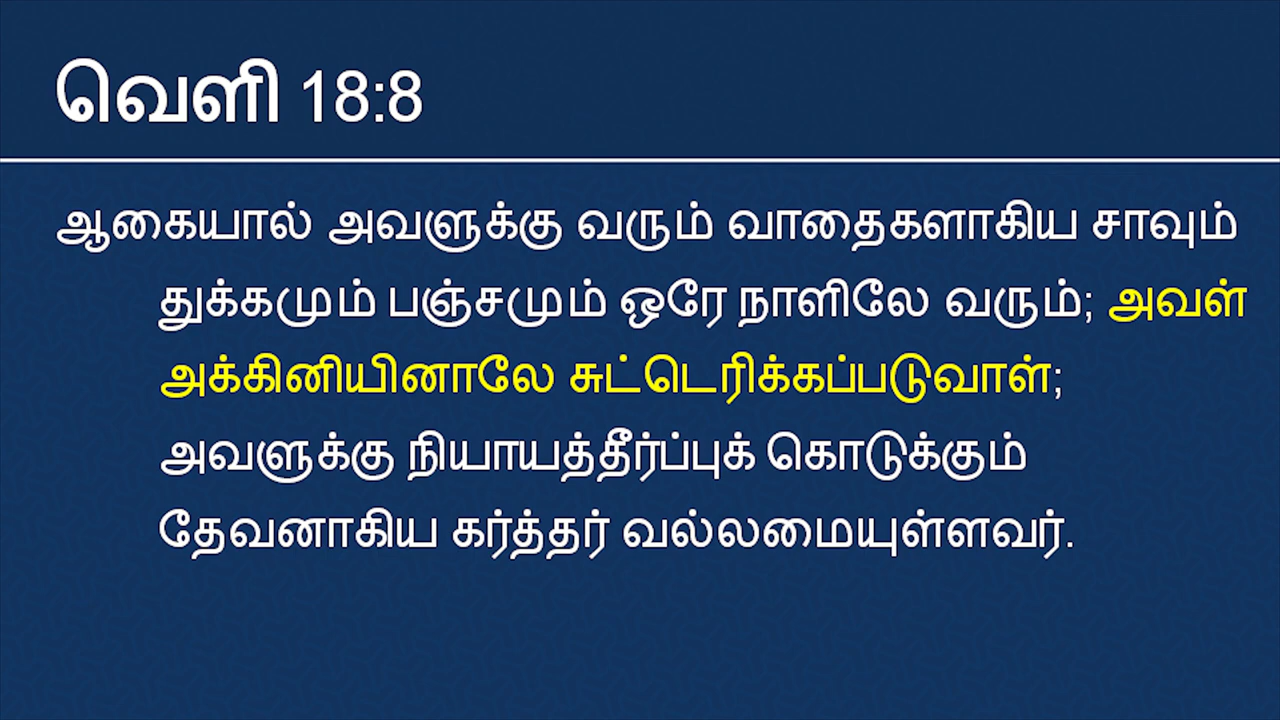 வெளி 18:8
ஆகையால் அவளுக்கு வரும் வாதைகளாகிய சாவும்
துக்கமும் பஞ்சமும் ஒரே நாளிலே வரும்; அவள்
அக்கினியினாலே சுட்டெரிக்கப்படுவாள்;
அவளுக்கு நியாயத்தீர்ப்புக் கொடுக்கும்
தேவனாகிய கர்த்தர் வல்லமையுள்ளவர்.